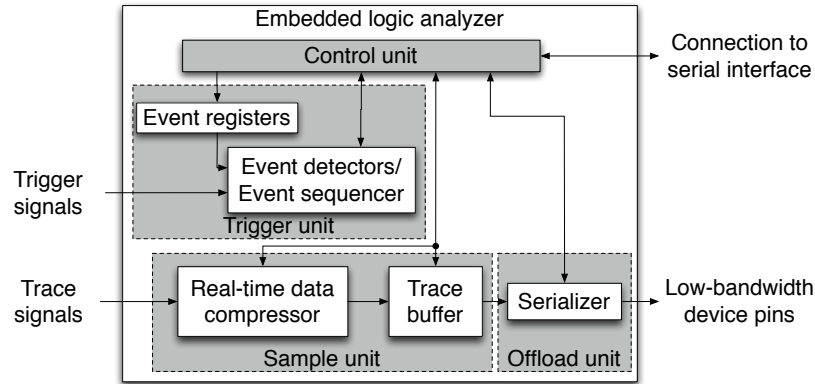 Embedded logic analyzer
Control unit
Connection to
serial interface
Event registers
Event detectors/
Event sequencer
Trigger
signals
Trigger unit
Trace
signals
Real-time data
compressor
Trace
buffer
Serializer
Low-bandwidth
device pins
Sample unit
Offload unit